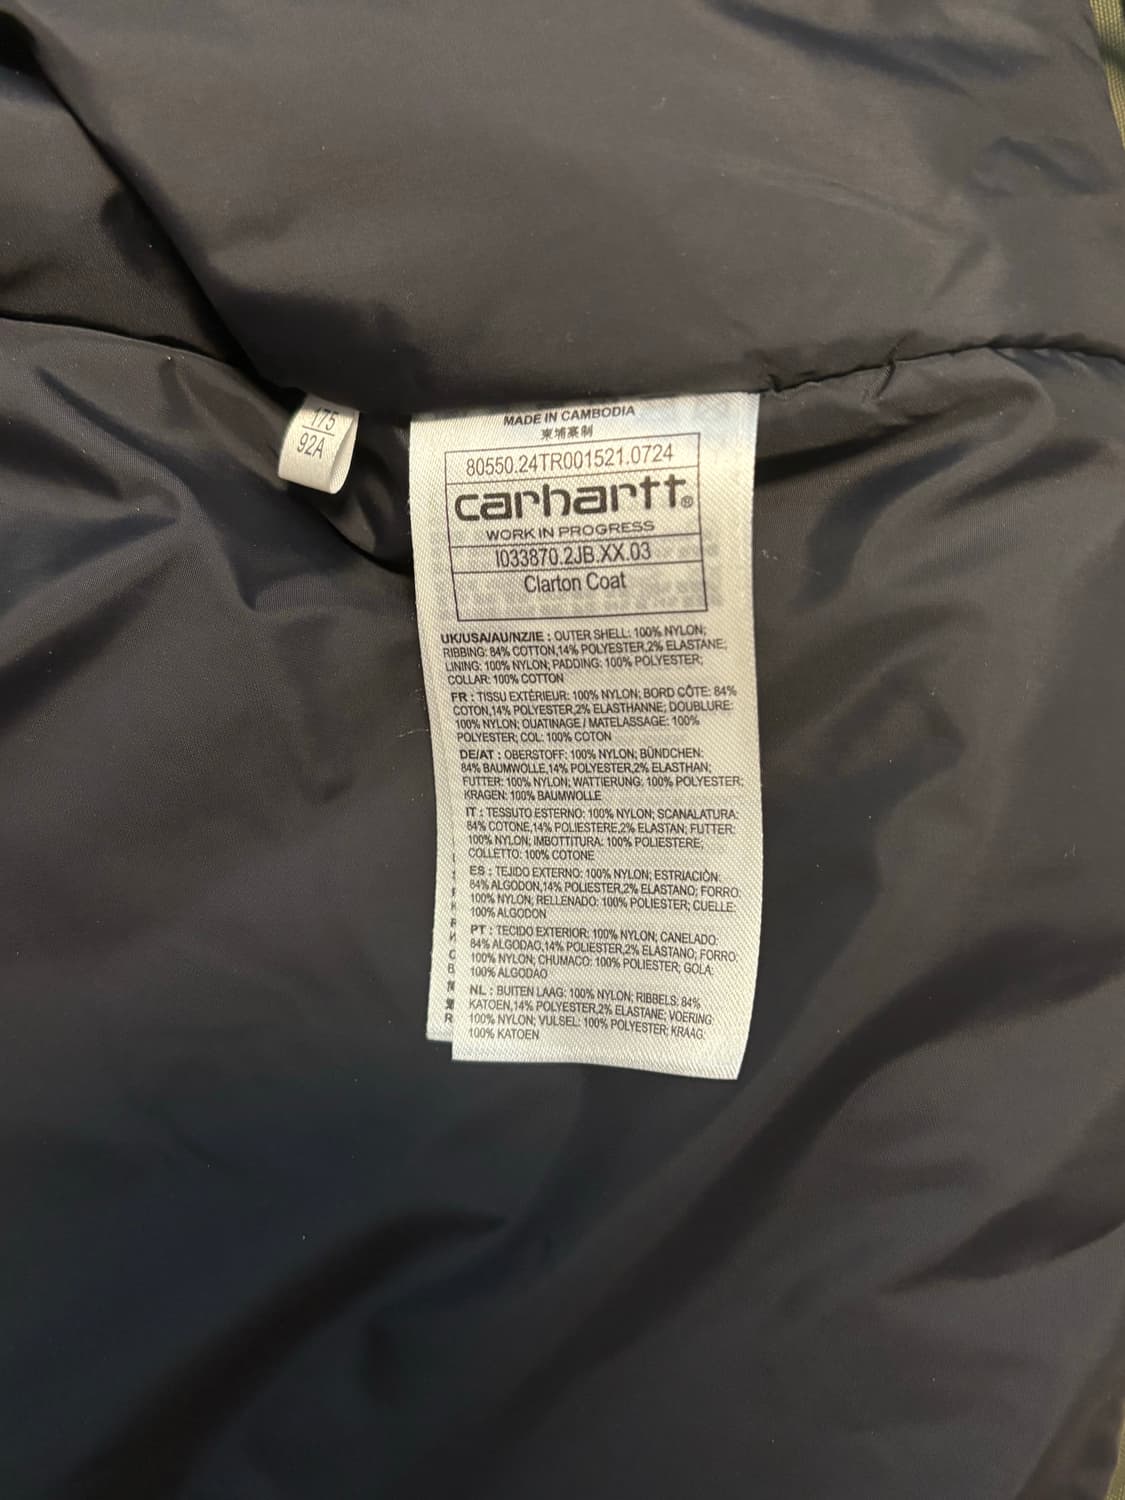 175
92A
MADE IN CAMBODIA
柬埔寨制
80550.24TR001521.0724
carhartt®
WORK IN PROGRESS
I033870.2JB.XX.03
Clarton Coat
UK/USA/AU/NZ/IE : OUTER SHELL: 100% NYLON;
RIBBING: 84% COTTON,14% POLYESTER,2% ELASTANE;
LINING: 100% NYLON; PADDING: 100% POLYESTER;
COLLAR: 100% COTTON
FR : TISSU EXTÉRIEUR: 100% NYLON; BORD CÔTE: 84%
COTON,14% POLYESTER,2% ELASTHANNE; DOUBLURE:
100% NYLON; OUATINAGE / MATELASSAGE: 100%
POLYESTER; COL: 100% COTON
DE/AT : OBERSTOFF: 100% NYLON; BÜNDCHEN:
84% BAUMWOLLE,14% POLYESTER,2% ELASTHAN;
FUTTER: 100% NYLON; WATTIERUNG: 100% POLYESTER;
KRAGEN: 100% BAUMWOLLE
IT : TESSUTO ESTERNO: 100% NYLON; SCANALATURA:
84% COTONE,14% POLIESTERE,2% ELASTAN; FUTTER:
100% NYLON; IMBOTTITURA: 100% POLIESTERE;
COLLETTO: 100% COTONE
ES : TEJIDO EXTERNO: 100% NYLON; ESTRIACIÓN:
84% ALGODON,14% POLIESTER,2% ELASTANO; FORRO:
100% NYLON; RELLENADO: 100% POLIESTER; CUELLE:
100% ALGODON
PT : TECIDO EXTERIOR: 100% NYLON; CANELADO:
84% ALGODAO,14% POLIESTER,2% ELASTANO; FORRO:
100% NYLON; CHUMACO: 100% POLIESTER; GOLA:
100% ALGODAO
NL : BUITEN LAAG: 100% NYLON; RIBBELS: 84%
KATOEN,14% POLYESTER,2% ELASTANE; VOERING:
100% NYLON; VULSEL: 100% POLYESTER; KRAAG:
100% KATOEN